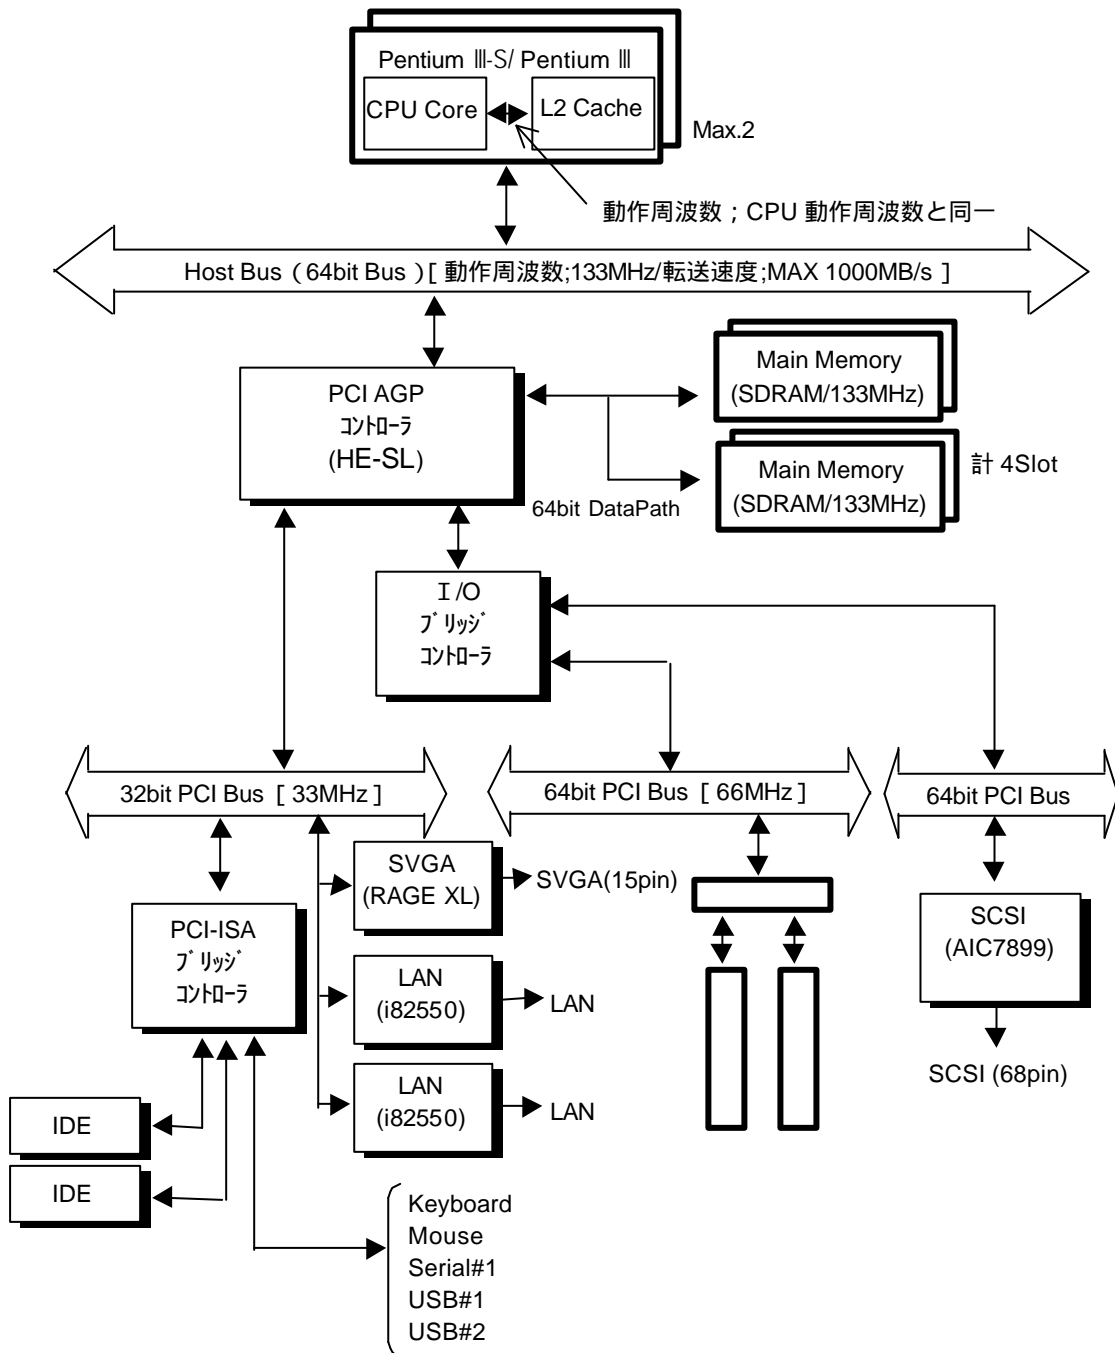 Pentium Ⅲ-S/ Pentium Ⅲ
CPU Core
L2 Cache
Max.2
動作周波数；CPU 動作周波数と同一
Host Bus（64bit Bus）[ 動作周波数;133MHz/転送速度;MAX 1000MB/s ]
PCI AGP
ｺﾝﾄﾛｰﾗ
(HE-SL)
Main Memory
(SDRAM/133MHz)
Main Memory
(SDRAM/133MHz)
計 4Slot
64bit DataPath
Ｉ/O
ﾌﾞﾘｯｼﾞ
ｺﾝﾄﾛｰﾗ
32bit PCI Bus [ 33MHz ]
64bit PCI Bus [ 66MHz ]
64bit PCI Bus
SVGA
(RAGE XL)
SVGA(15pin)
PCI-ISA
ﾌﾞﾘｯｼﾞ
ｺﾝﾄﾛｰﾗ
SCSI
(AIC7899)
LAN
(i82550)
LAN
LAN
(i82550)
LAN
SCSI (68pin)
IDE
IDE
Keyboard
Mouse
Serial#1
USB#1
USB#2